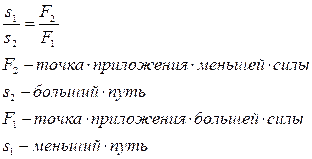 s₁/s₂ = F₂/F₁
F₂ – точка · приложения · меньшей · силы
s₂ – больший · путь
F₁ – точка · приложения · большей · силы
s₁ – меньший · путь